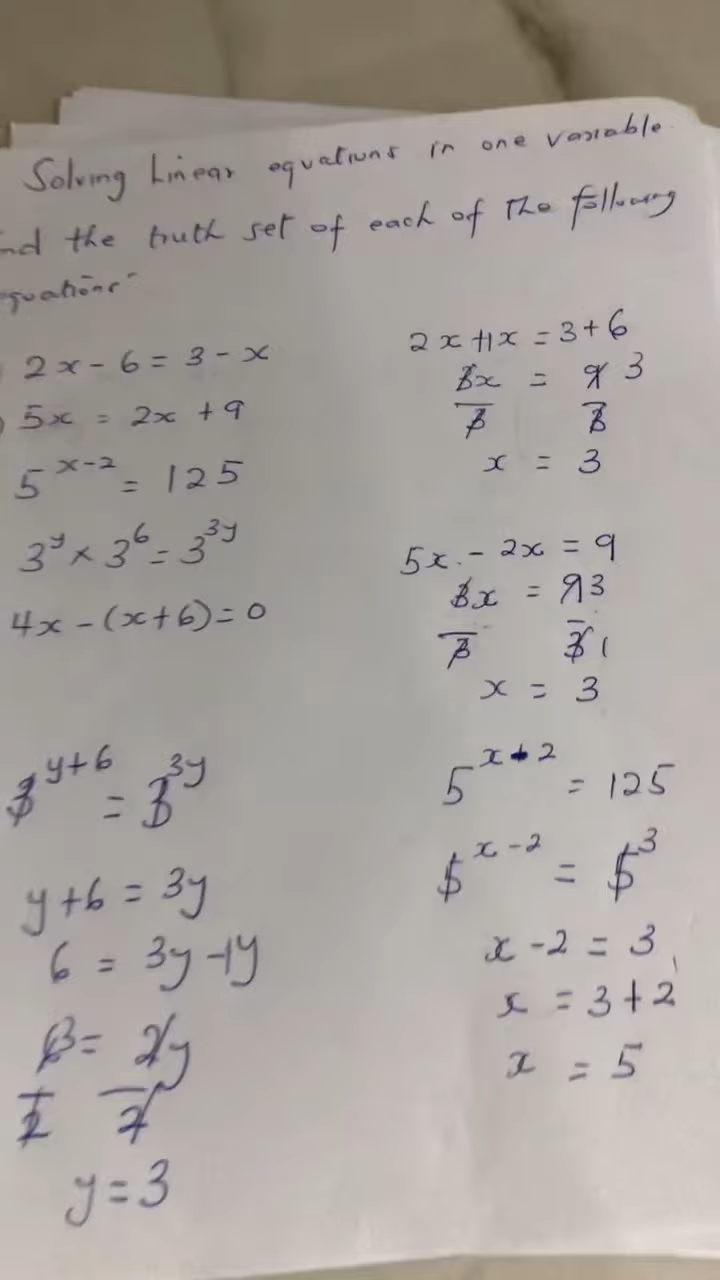 Solving Linear equations in one variable
nd the truth set of each of the following
quations
2x - 6 = 3 - x
5x = 2x + 9
5^{x-2} = 125
3^y × 3^6 = 3^{3y}
4x - (x+6) = 0
2x + 1x = 3 + 6
3x = 9 3
3 3
x = 3
5x - 2x = 9
3x = 9 3
3 3 1
x = 3
5^{x-2} = 125
5^{x-2} = 5^3
x - 2 = 3
x = 3 + 2
x = 5
3^{y+6} = 3^{3y}
y + 6 = 3y
6 = 3y - 1y
6 = 2y
2 2
y = 3